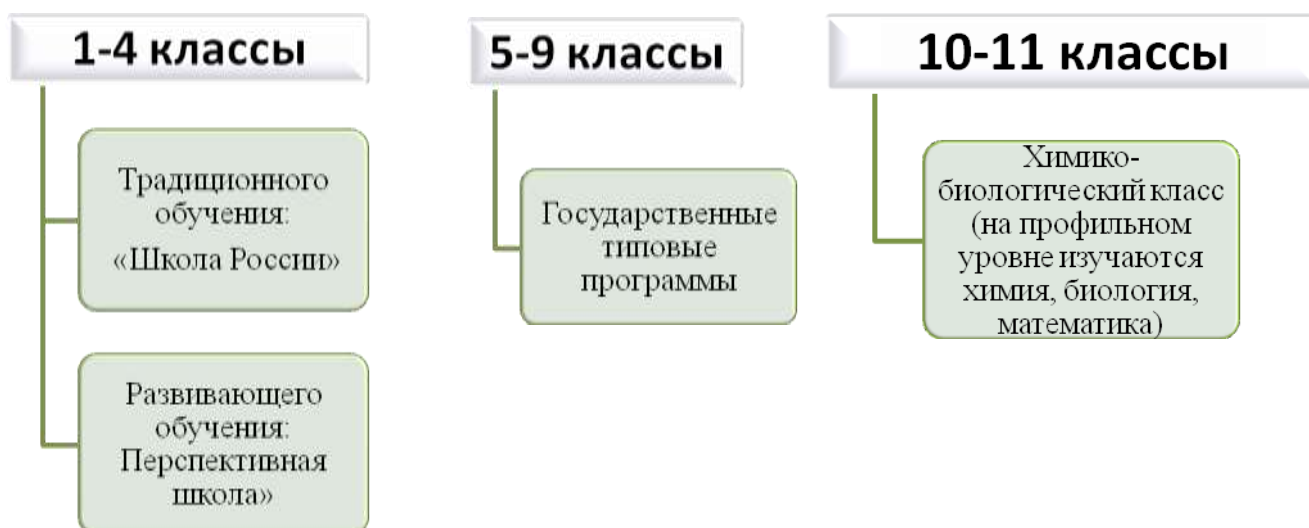 1-4 классы
Традиционного
обучения:
«Школа России»
Развивающего
обучения:
Перспективная
школа»
5-9 классы
Государственные
типовые
программы
10-11 классы
Химико-
биологический класс
(на профильном
уровне изучаются
химия, биология,
математика)